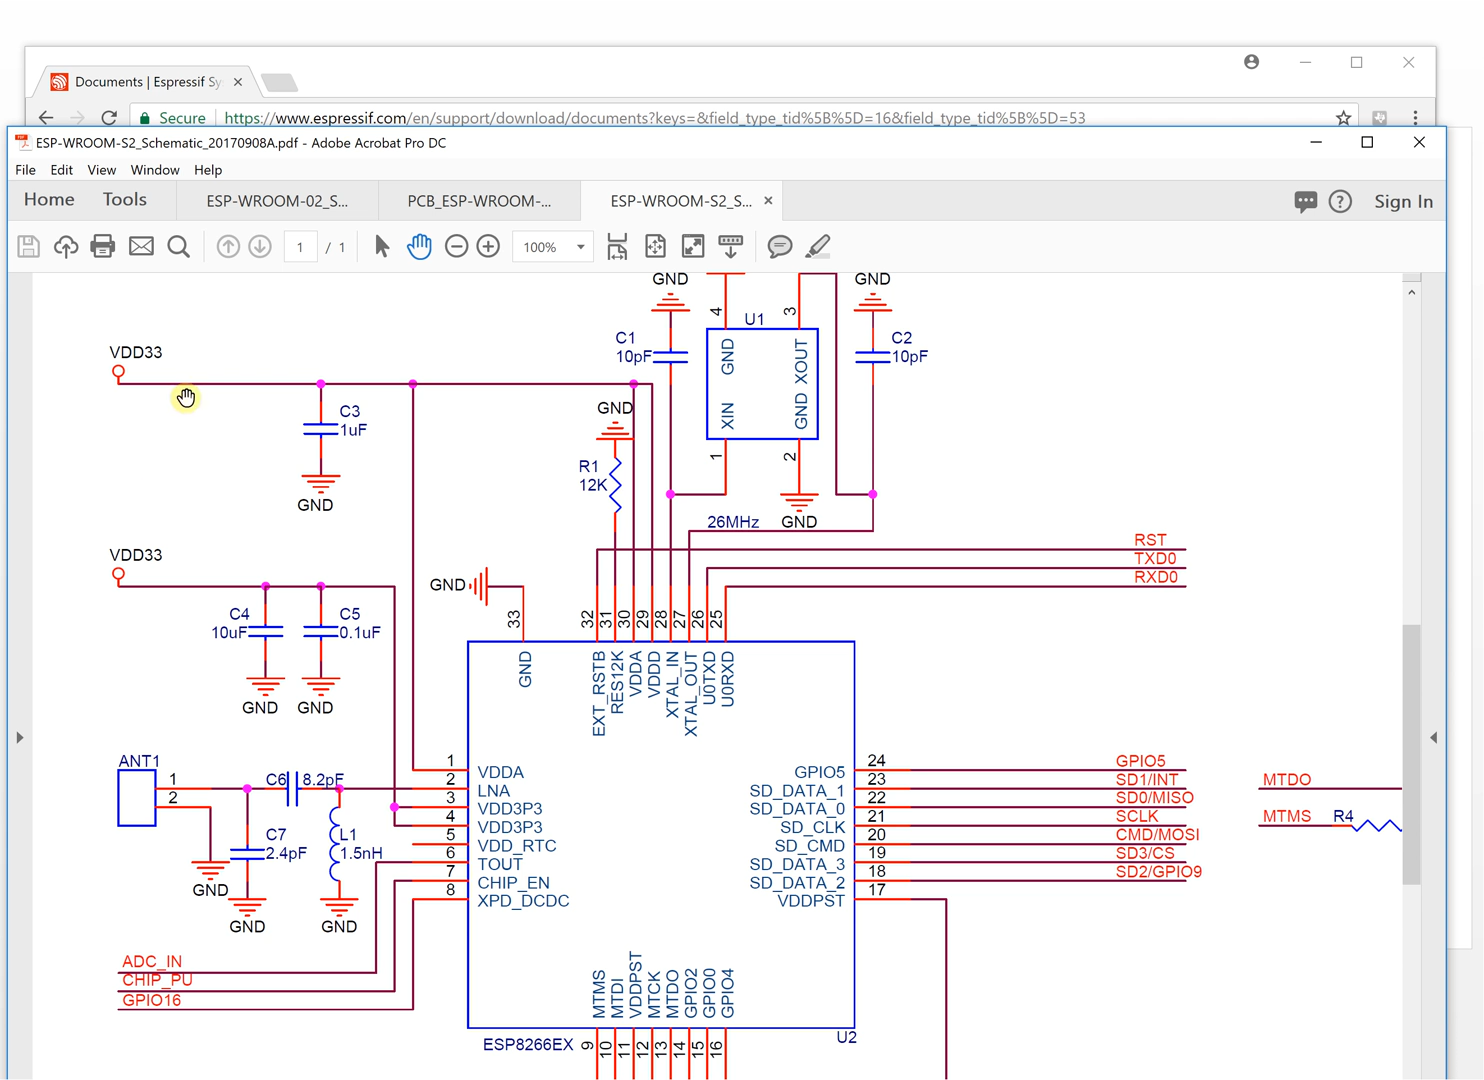 Documents | Espressif Sy
Secure
https://www.espressif.com/en/support/download/documents?keys=&field_type_tid%5B%5D=16&field_type_tid%5B%5D=53
ESP-WROOM-S2_Schematic_20170908A.pdf - Adobe Acrobat Pro DC
File Edit View Window Help
Home Tools ESP-WROOM-02_S... PCB_ESP-WROOM-... ESP-WROOM-S2_S... Sign In
1 / 1 100%
GND GND
4 3
U1
C1
10pF
C2
10pF
GND XOUT
XIN GND
1 2
VDD33
C3
1uF
GND
GND
R1
12K
26MHz GND
RST
TXD0
RXD0
VDD33
GND
C4
10uF
C5
0.1uF
GND GND
33 32 31 30 29 28 27 26 25
GND EXT_RSTB RES12K VDDA VDDD XTAL_IN XTAL_OUT U0TXD U0RXD
ANT1
1
2
C6 8.2pF
C7
2.4pF
L1
1.5nH
GND
GND GND
1 VDDA
2 LNA
3 VDD3P3
4 VDD3P3
5 VDD_RTC
6 TOUT
7 CHIP_EN
8 XPD_DCDC
GPIO5 24 GPIO5
SD_DATA_1 23 SD1/INT
SD_DATA_0 22 SD0/MISO
SD_CLK 21 SCLK
SD_CMD 20 CMD/MOSI
SD_DATA_3 19 SD3/CS
SD_DATA_2 18 SD2/GPIO9
VDDPST 17
MTDO
MTMS R4
ADC_IN
CHIP_PU
GPIO16
MTMS MTDI VDDPST MTCK MTDO GPIO2 GPIO0 GPIO4
ESP8266EX
U2
9 10 11 12 13 14 15 16